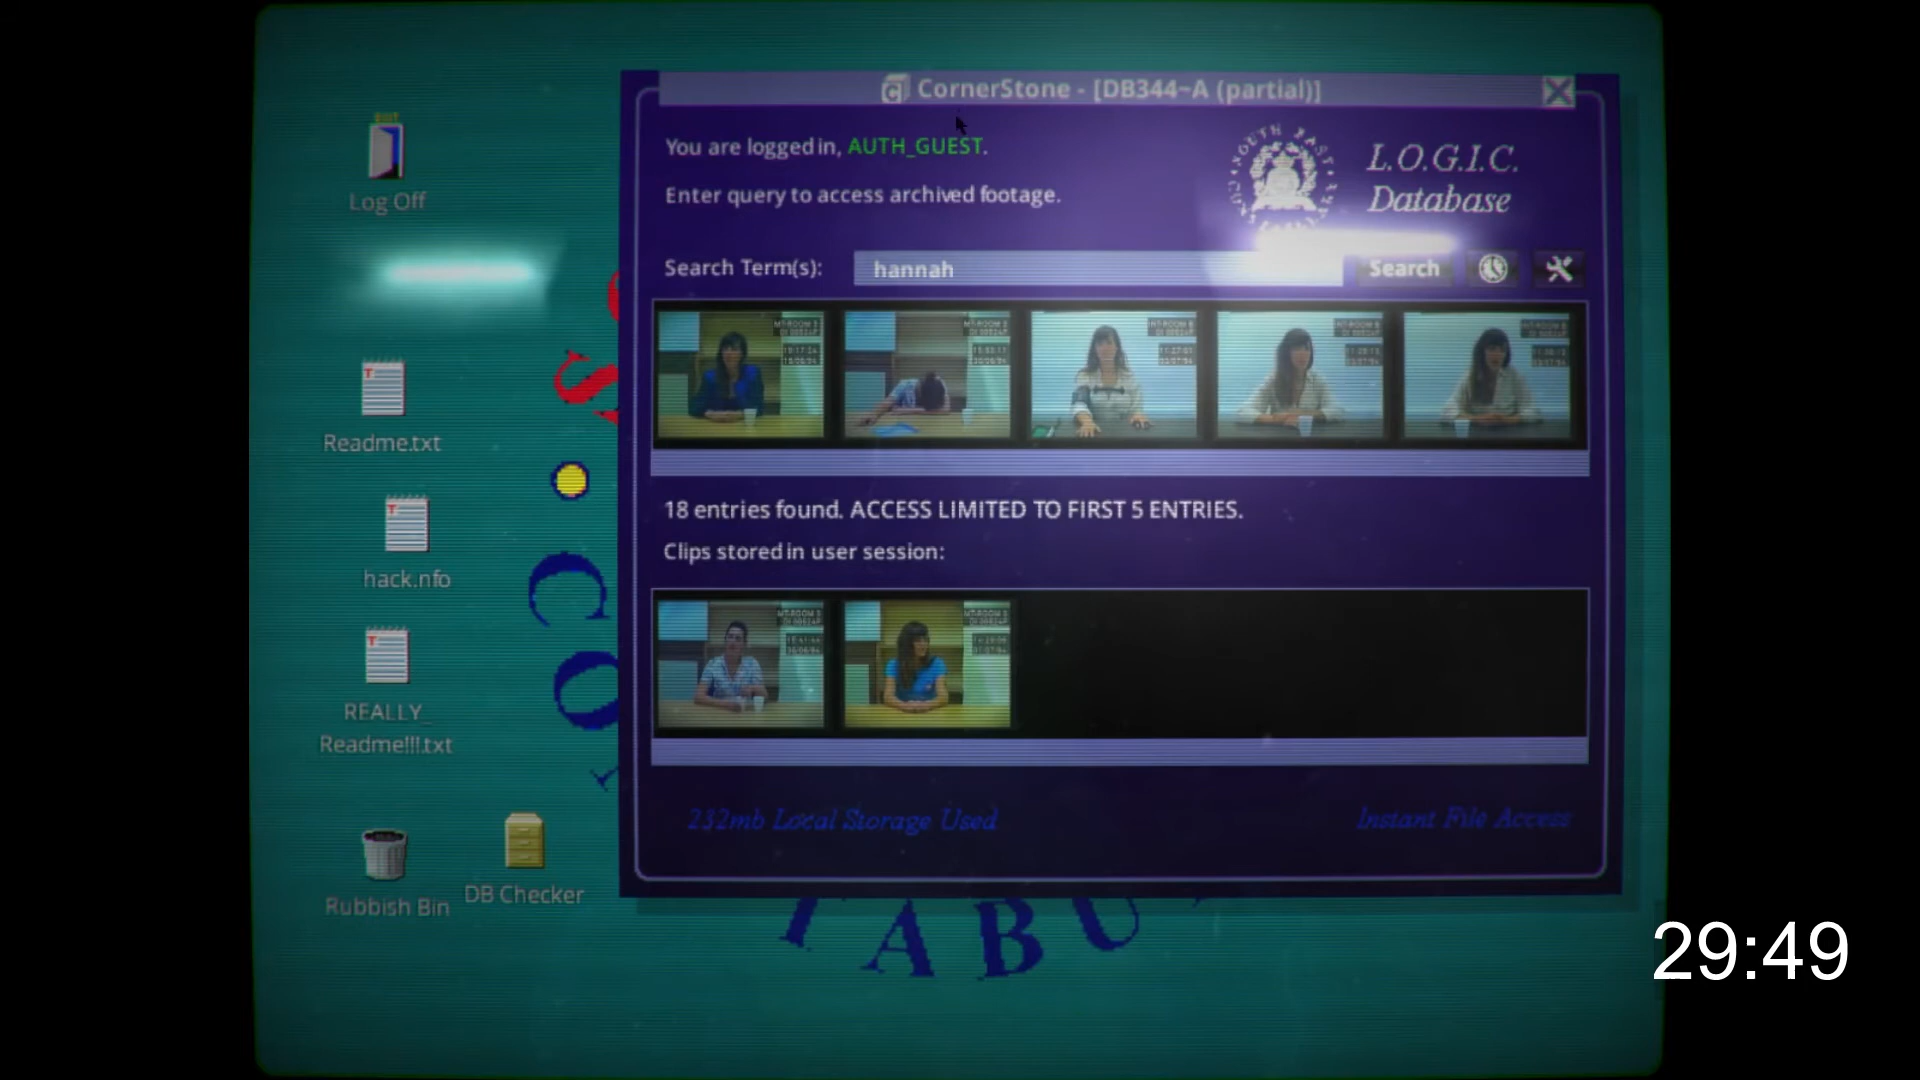 CornerStone - [DB344~A (partial)]
You are logged in, AUTH_GUEST.
Enter query to access archived footage.
L.O.G.I.C.
Database
Search Term(s):
hannah
Search
18 entries found. ACCESS LIMITED TO FIRST 5 ENTRIES.
Clips stored in user session:
232mb Local Storage Used
Instant File Access
Log Off
Readme.txt
hack.nfo
REALLY_
Readme!!!.txt
Rubbish Bin
DB Checker
TABU
29:49